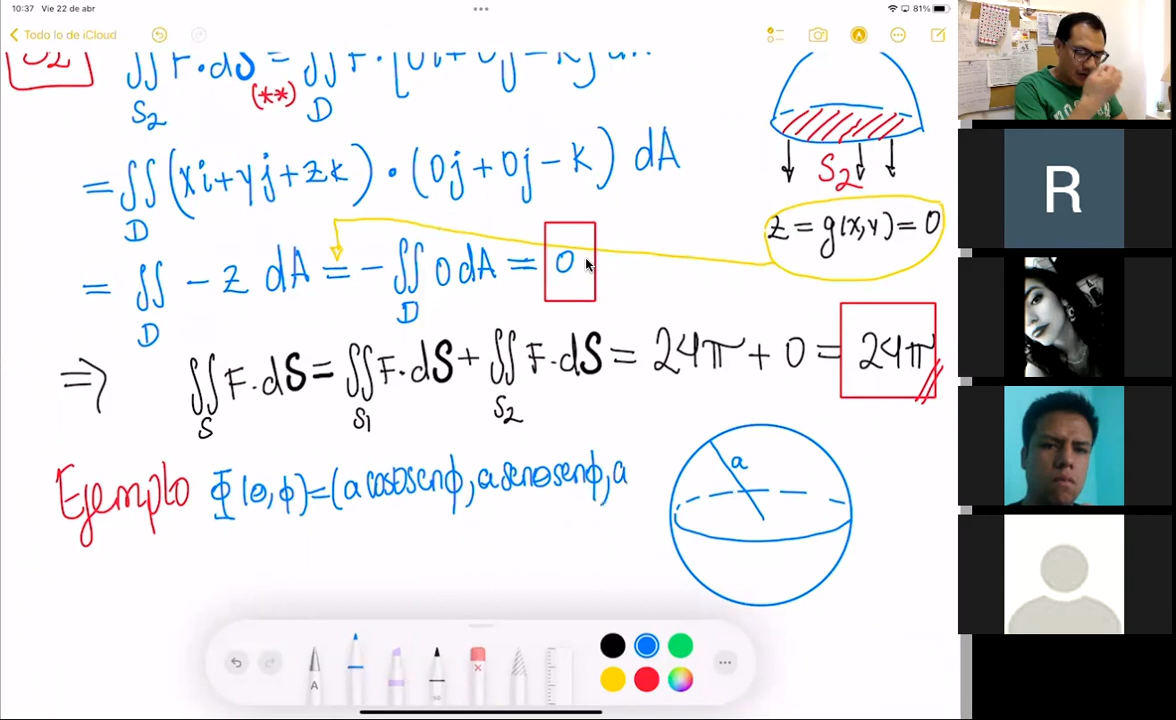 10:37 Vie 22 de abr
81%
Todo lo de iCloud
S2
∬ F·dS = ∬ F·[0i+0j-k] dA
S2 (**) D
= ∬ (xi+yj+zk)·(0j+0j-k) dA
D
S2
z = g(x,y) = 0
= ∬ -z dA = -∬ 0 dA = 0
D D
⇒ ∬ F·dS = ∬ F·dS + ∬ F·dS = 24π + 0 = 24π
S S1 S2
Ejemplo Φ(θ,ϕ)=(a cosθsenϕ, a senθsenϕ, a
a
A
50
R